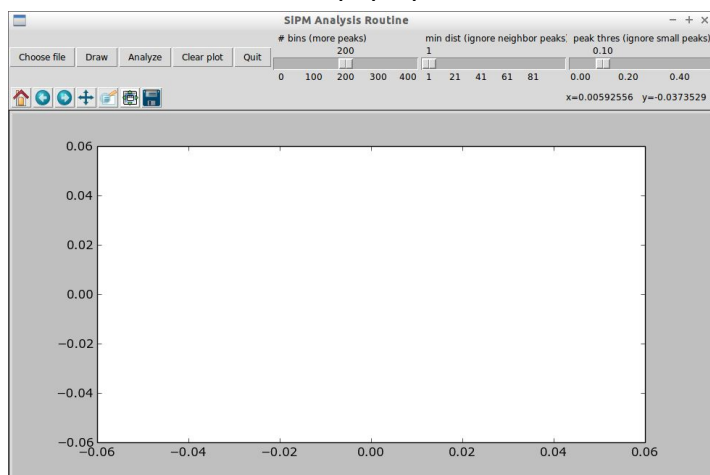 SiPM Analysis Routine
# bins (more peaks) min dist (ignore neighbor peaks) peak thres (ignore small peaks)
200 1 0.10
Choose file Draw Analyze Clear plot Quit
0 100 200 300 400 1 21 41 61 81 0.00 0.20 0.40
x=0.00592556 y=-0.0373529
0.06
0.04
0.02
0.00
−0.02
−0.04
−0.06
−0.06 −0.04 −0.02 0.00 0.02 0.04 0.06